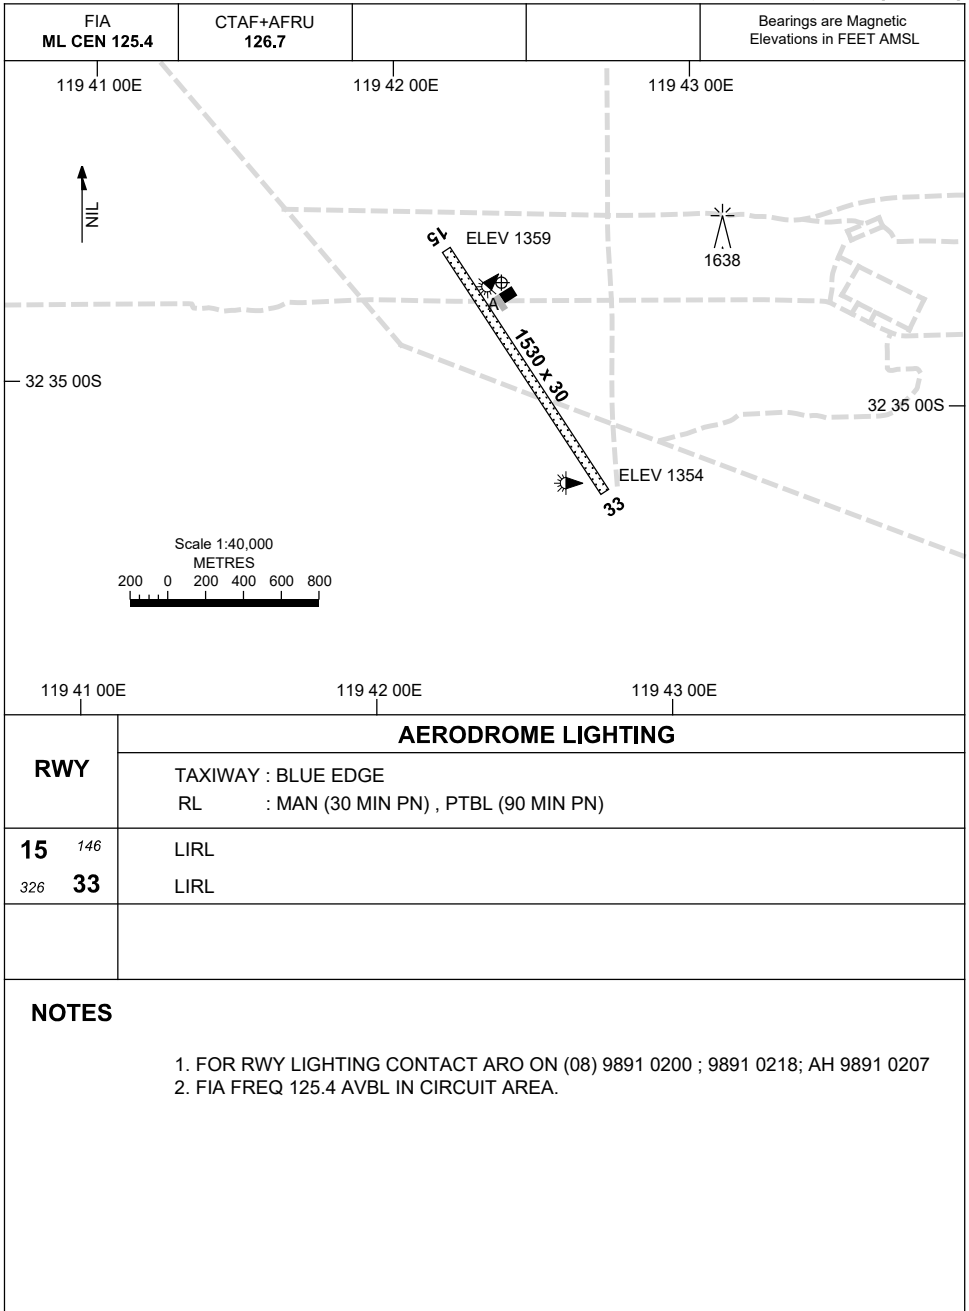 FIA
ML CEN 125.4
CTAF+AFRU
126.7
Bearings are Magnetic
Elevations in FEET AMSL
119 41 00E
119 42 00E
119 43 00E
NIL
15
ELEV 1359
1638
A
1530 x 30
32 35 00S
32 35 00S
ELEV 1354
33
Scale 1:40,000
METRES
200 0 200 400 600 800
119 41 00E
119 42 00E
119 43 00E
RWY
AERODROME LIGHTING
TAXIWAY : BLUE EDGE
RL : MAN (30 MIN PN) , PTBL (90 MIN PN)
15 146 LIRL
326 33 LIRL
NOTES
1. FOR RWY LIGHTING CONTACT ARO ON (08) 9891 0200 ; 9891 0218; AH 9891 0207
2. FIA FREQ 125.4 AVBL IN CIRCUIT AREA.